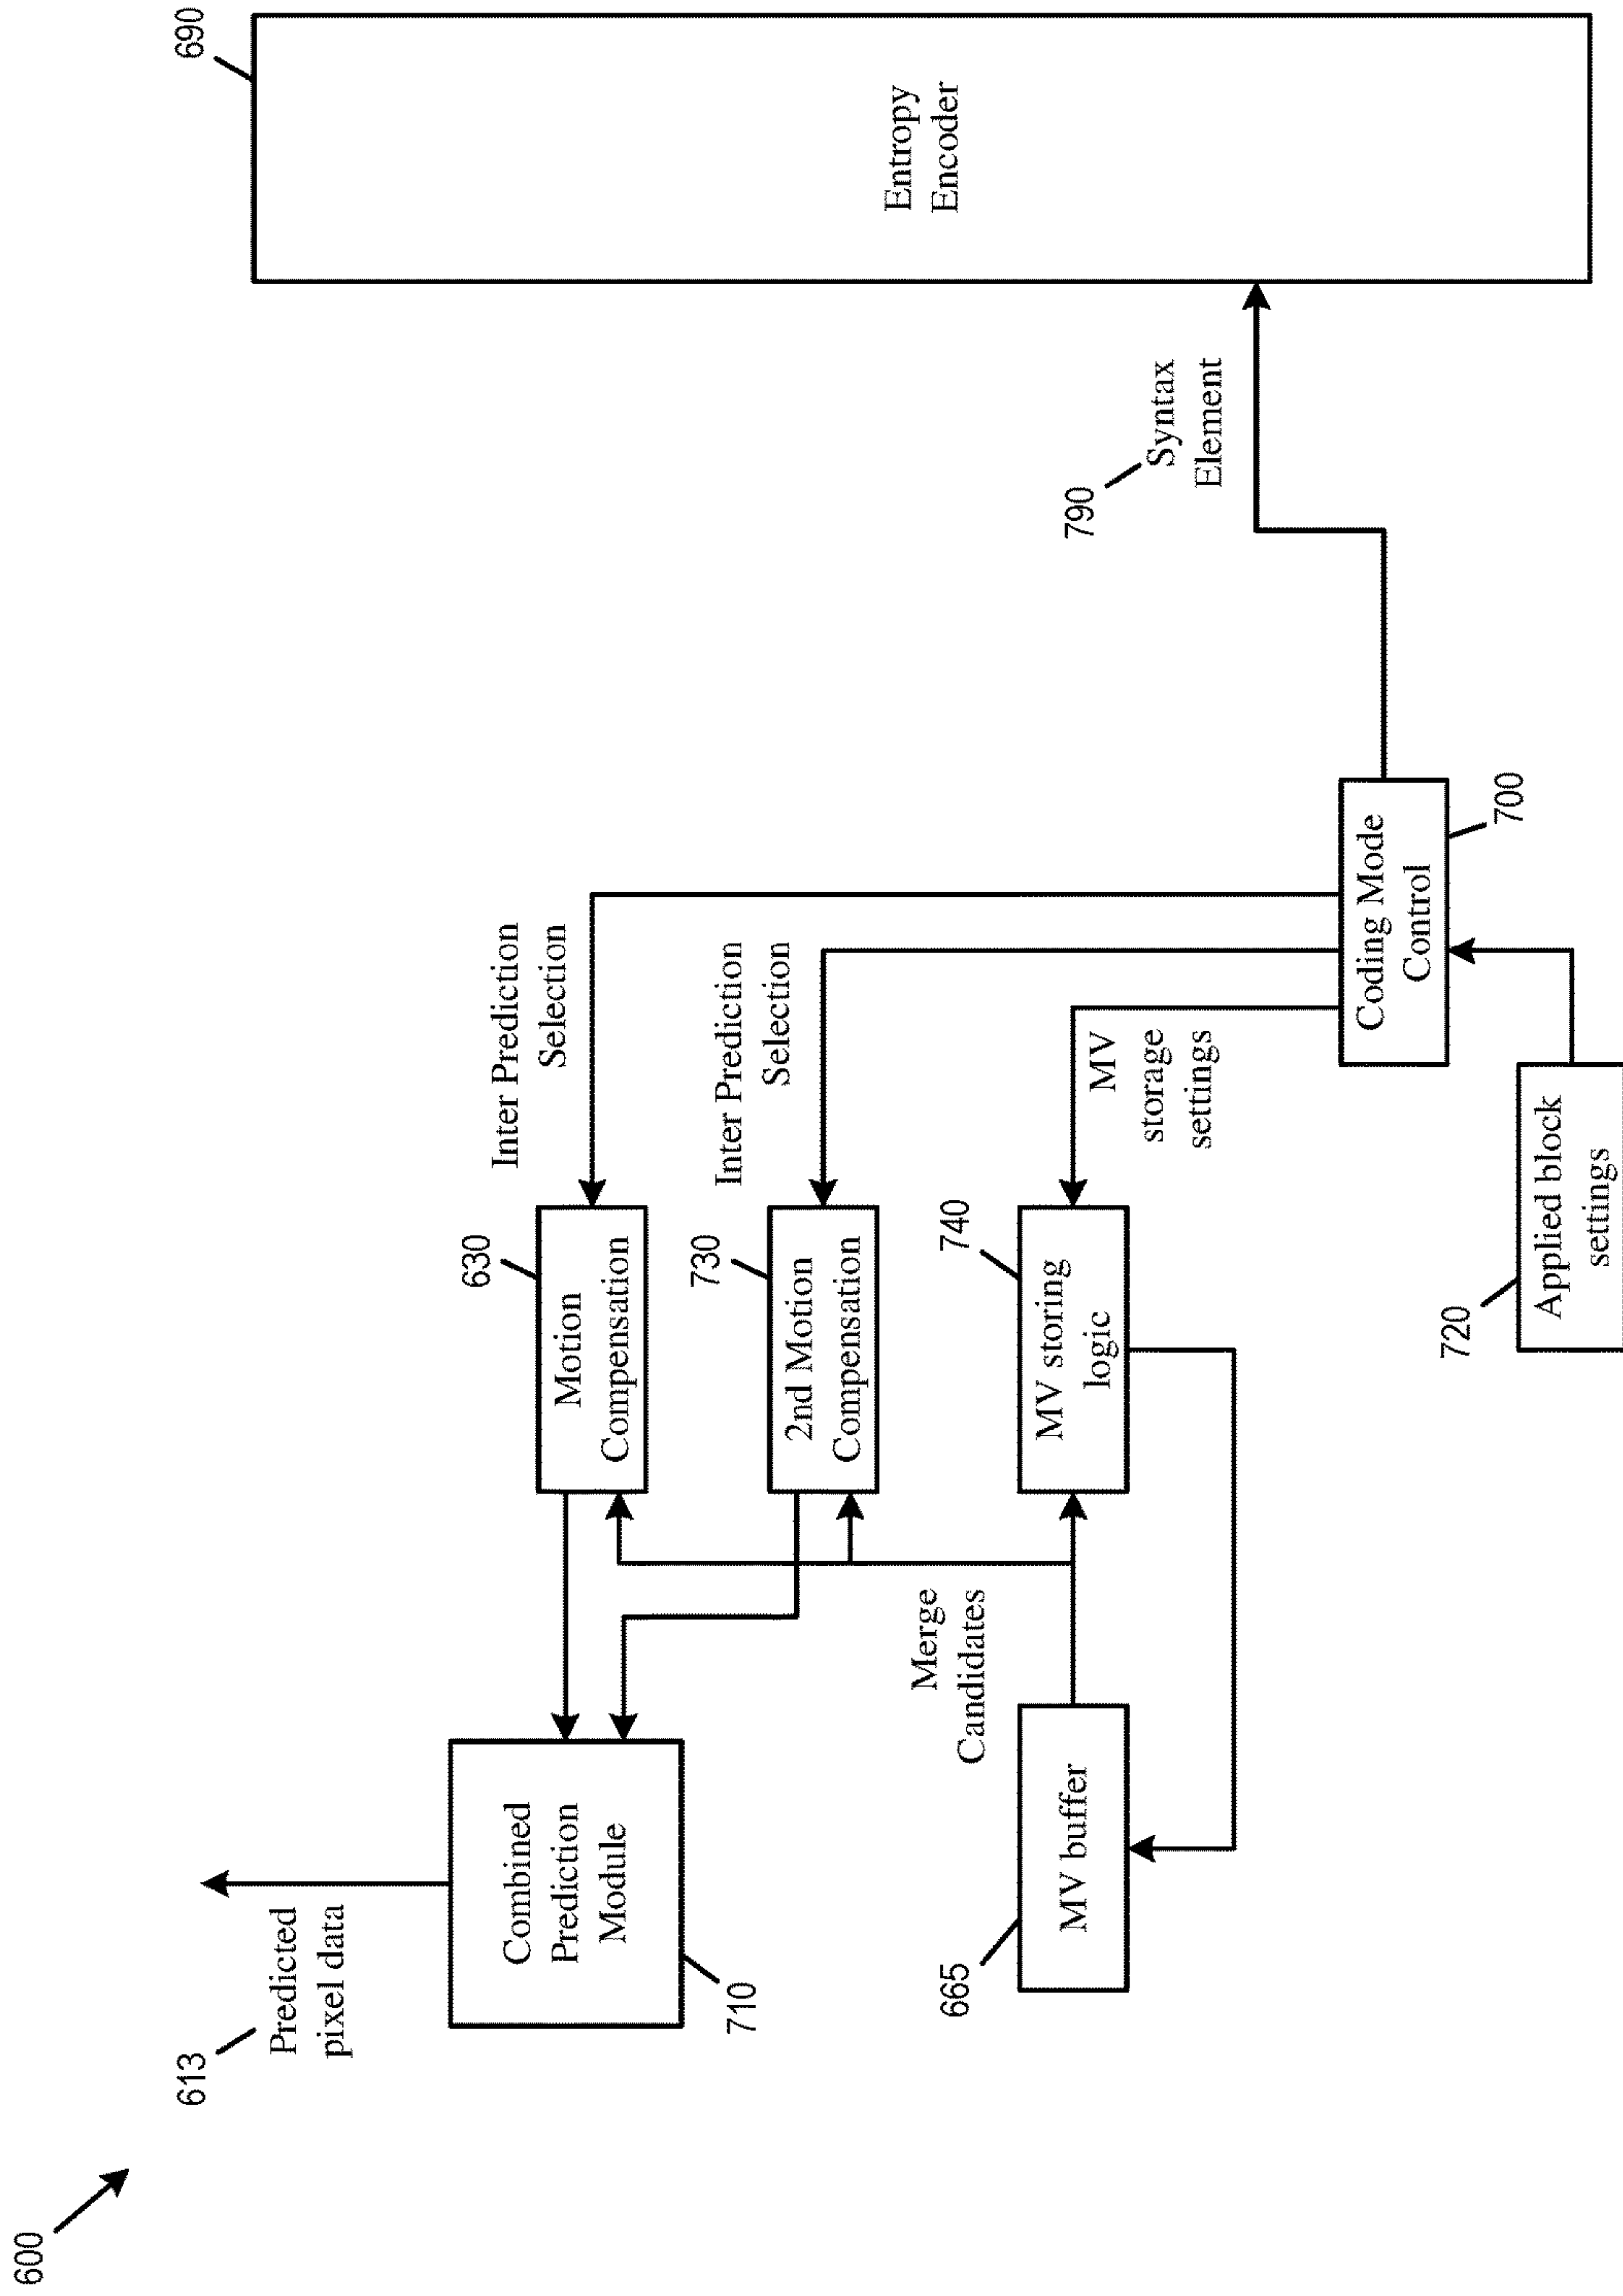 600
613
Predicted
pixel data
Combined
Prediction
Module
710
665
MV buffer
Merge
Candidates
630
Motion
Compensation
730
2nd Motion
Compensation
740
MV storing
logic
Inter Prediction
Selection
Inter Prediction
Selection
MV
storage
settings
720
Applied block
settings
Coding Mode
Control
700
790
Syntax
Element
690
Entropy
Encoder